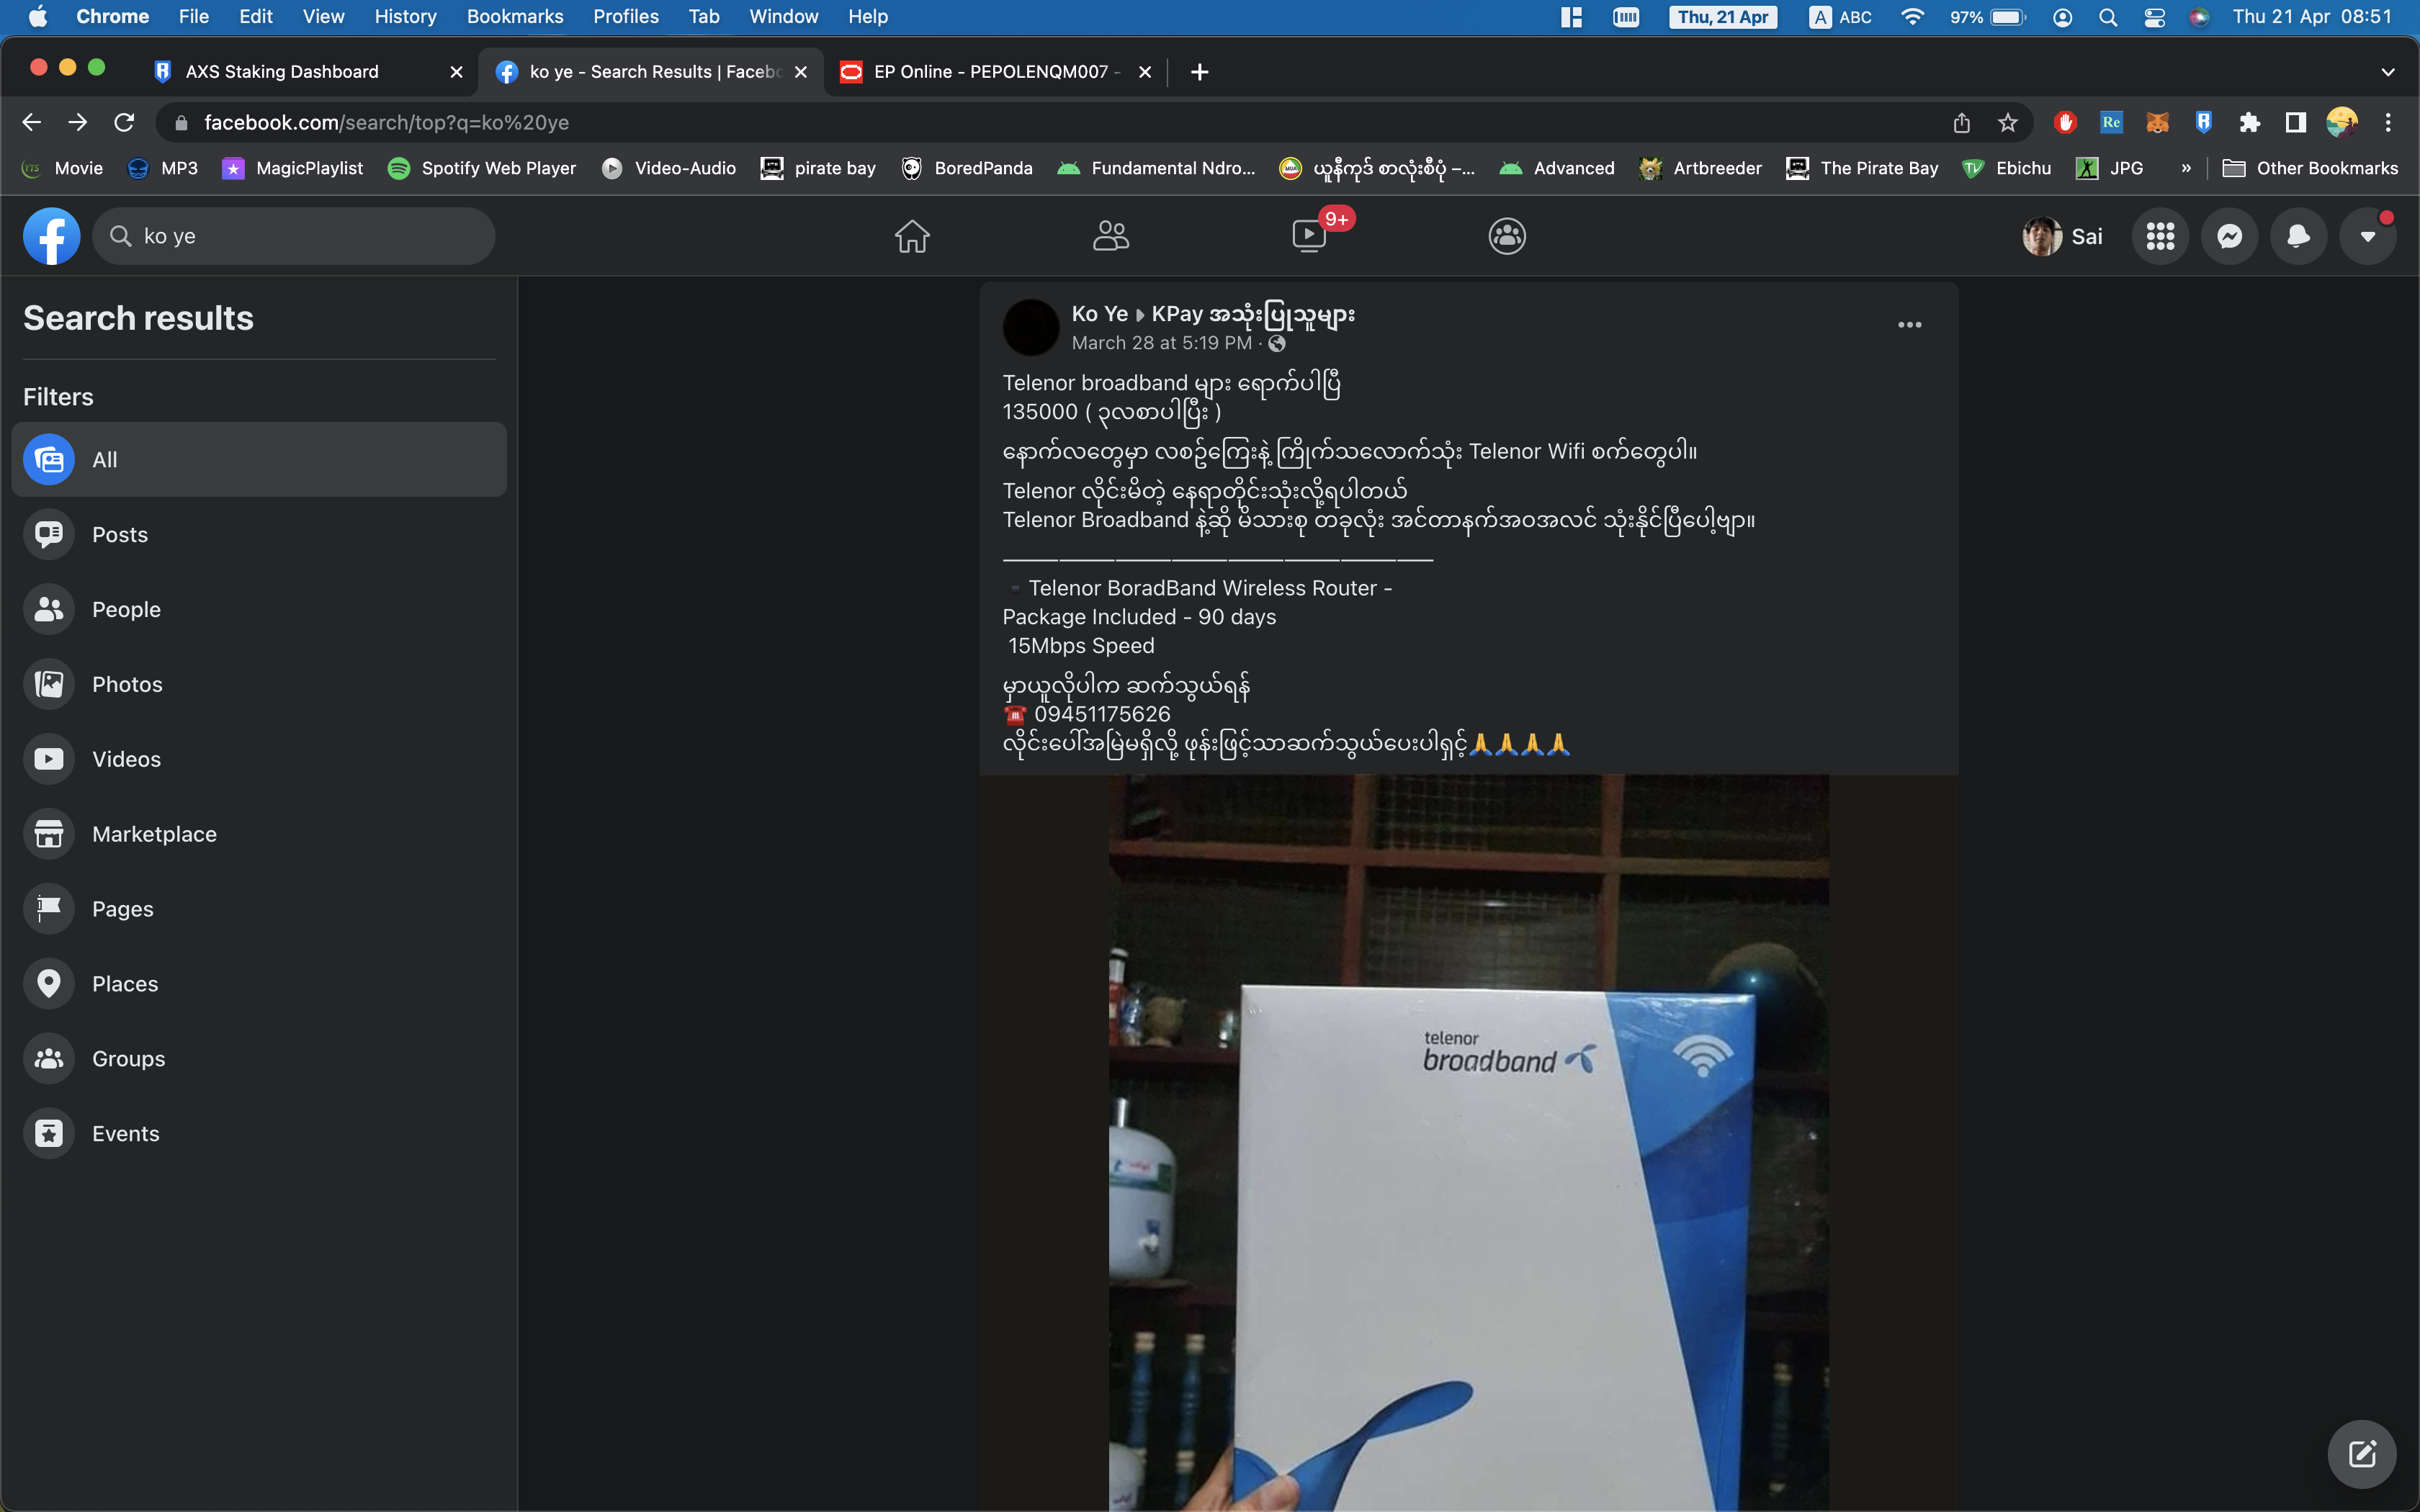 Chrome File Edit View History Bookmarks Profiles Tab Window Help Thu, 21 Apr A ABC 97% Thu 21 Apr 08:51
AXS Staking Dashboard ko ye - Search Results | Facebo EP Online - PEPOLENQM007 -
facebook.com/search/top?q=ko%20ye
Movie MP3 MagicPlaylist Spotify Web Player Video-Audio pirate bay BoredPanda Fundamental Ndro... ယူနီကုဒ် စာလုံးစီပုံ –... Advanced Artbreeder The Pirate Bay Ebichu JPG » Other Bookmarks
ko ye 9+ Sai
Search results
Filters
All
Posts
People
Photos
Videos
Marketplace
Pages
Places
Groups
Events
Ko Ye KPay အသုံးပြုသူများ
March 28 at 5:19 PM ·
Telenor broadband များ ရောက်ပါပြီ
135000 ( ၃လစာပါပြီး )
နောက်လတွေမှာ လစဥ်ကြေးနဲ့ ကြိုက်သလောက်သုံး Telenor Wifi စက်တွေပါ။
Telenor လိုင်းမိတဲ့ နေရာတိုင်းသုံးလို့ရပါတယ်
Telenor Broadband နဲ့ဆို မိသားစု တခုလုံး အင်တာနက်အဝအလင် သုံးနိုင်ပြီပေါ့ဗျာ။
————————————————
Telenor BoradBand Wireless Router -
Package Included - 90 days
15Mbps Speed
မှာယူလိုပါက ဆက်သွယ်ရန်
☎️ 09451175626
လိုင်းပေါ်အမြဲမရှိလို့ ဖုန်းဖြင့်သာဆက်သွယ်ပေးပါရှင့်🙏🙏🙏🙏
telenor
broadband